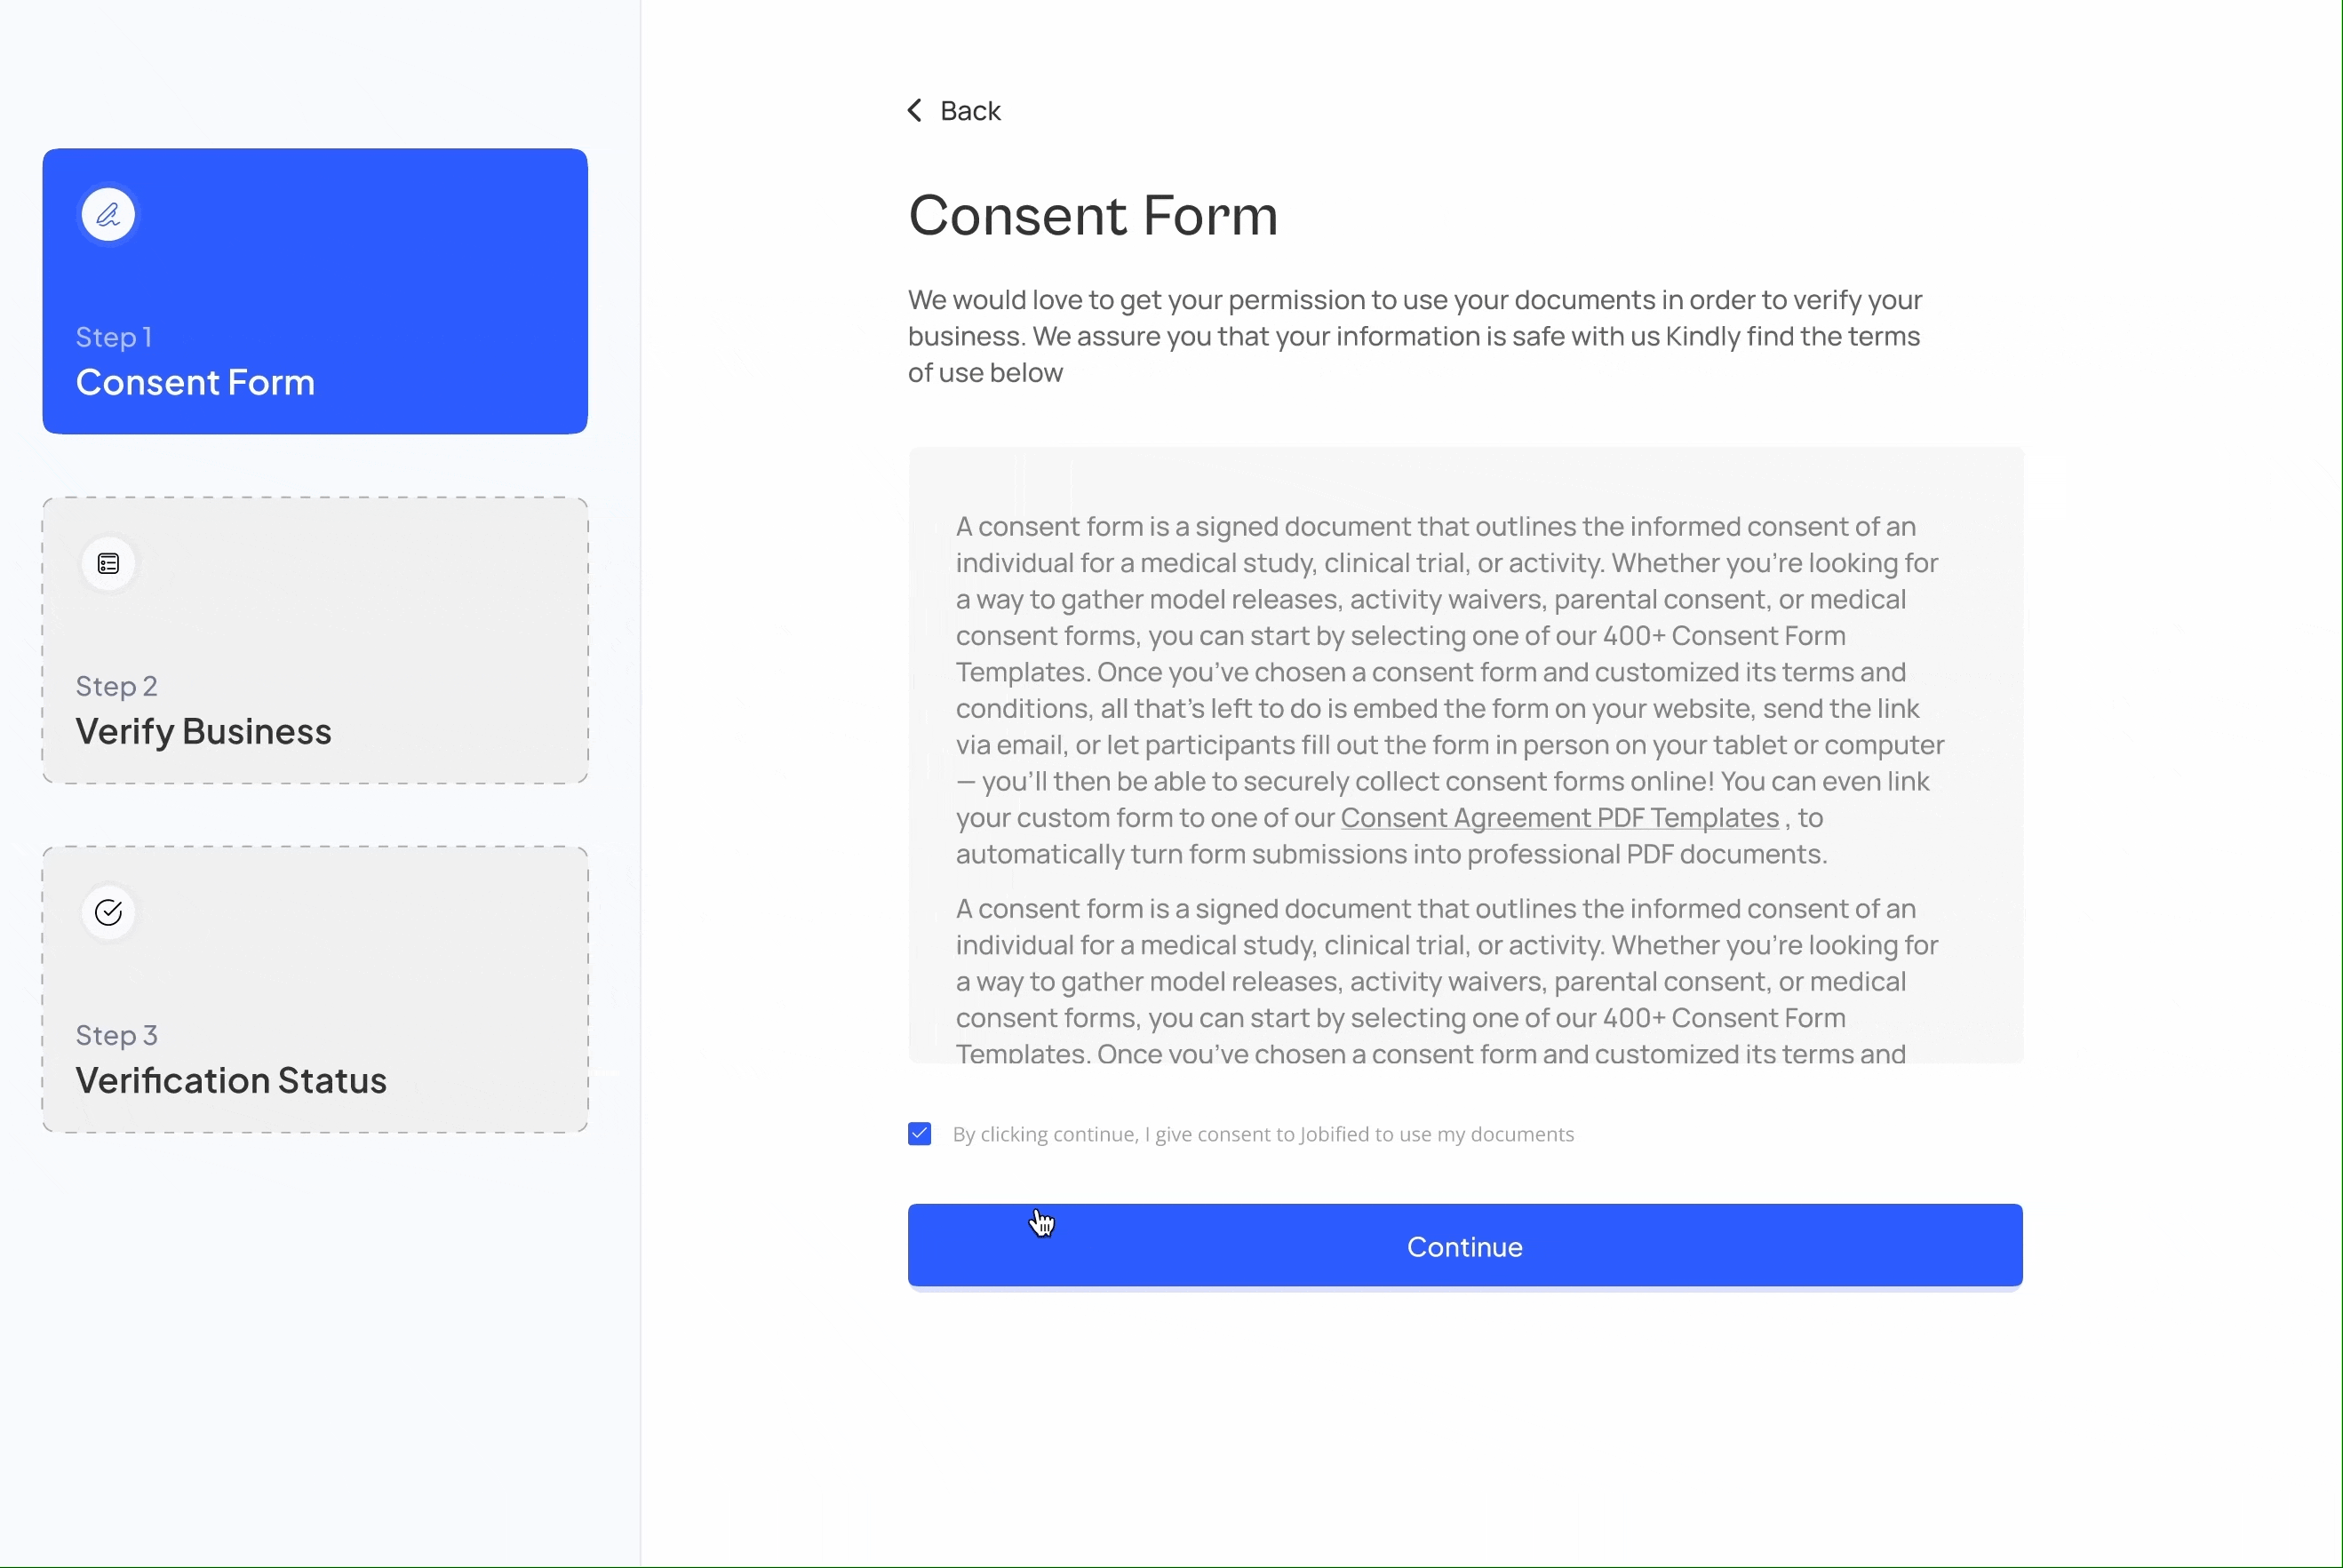 Back
Consent Form
We would love to get your permission to use your documents in order to verify your
business. We assure you that your information is safe with us Kindly find the terms
of use below
Step 1
Consent Form
Step 2
Verify Business
Step 3
Verification Status
A consent form is a signed document that outlines the informed consent of an
individual for a medical study, clinical trial, or activity. Whether you’re looking for
a way to gather model releases, activity waivers, parental consent, or medical
consent forms, you can start by selecting one of our 400+ Consent Form
Templates. Once you’ve chosen a consent form and customized its terms and
conditions, all that’s left to do is embed the form on your website, send the link
via email, or let participants fill out the form in person on your tablet or computer
— you’ll then be able to securely collect consent forms online! You can even link
your custom form to one of our Consent Agreement PDF Templates , to
automatically turn form submissions into professional PDF documents.
A consent form is a signed document that outlines the informed consent of an
individual for a medical study, clinical trial, or activity. Whether you’re looking for
a way to gather model releases, activity waivers, parental consent, or medical
consent forms, you can start by selecting one of our 400+ Consent Form
Templates. Once you’ve chosen a consent form and customized its terms and
By clicking continue, I give consent to Jobified to use my documents
Continue